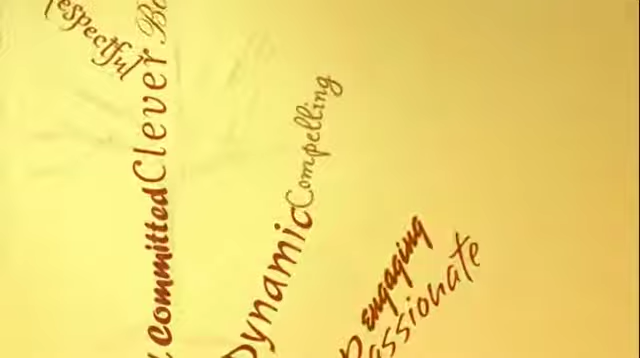 respectful
Committed Clever
Dynamic Compelling
engaging
Passionate